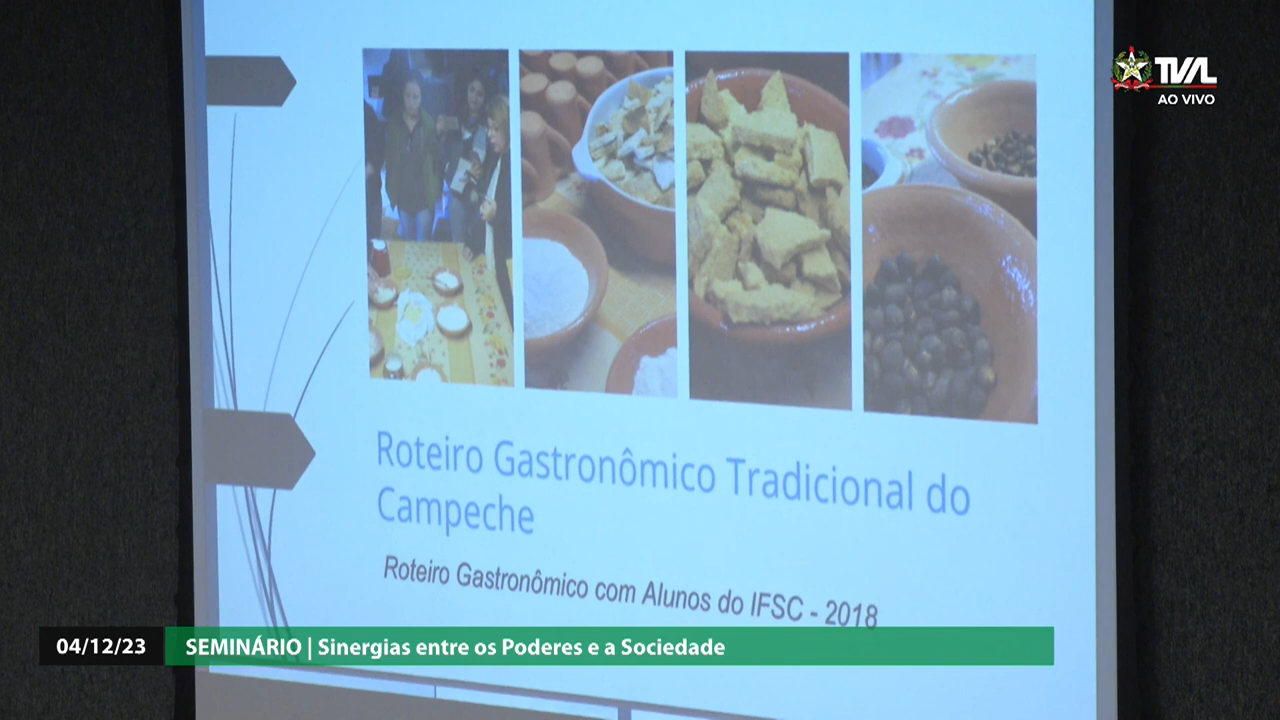 TVAL
AO VIVO
Roteiro Gastronômico Tradicional do
Campeche
Roteiro Gastronômico com Alunos do IFSC - 2018
04/12/23 SEMINÁRIO | Sinergias entre os Poderes e a Sociedade